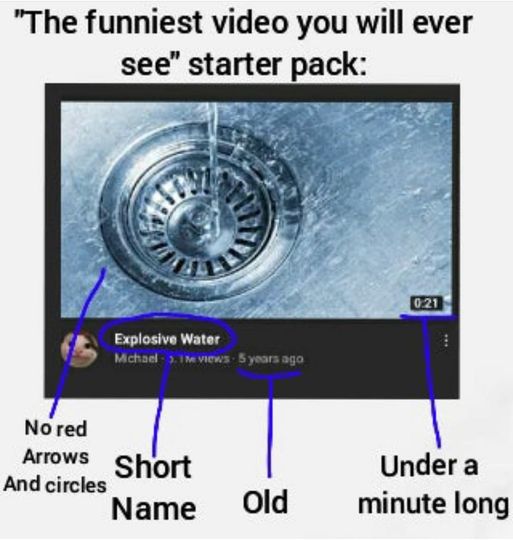 "The funniest video you will ever
see" starter pack:
0:21
Explosive Water
Michael · views · 5 years ago
No red
Arrows
And circles
Short
Name
Old
Under a
minute long